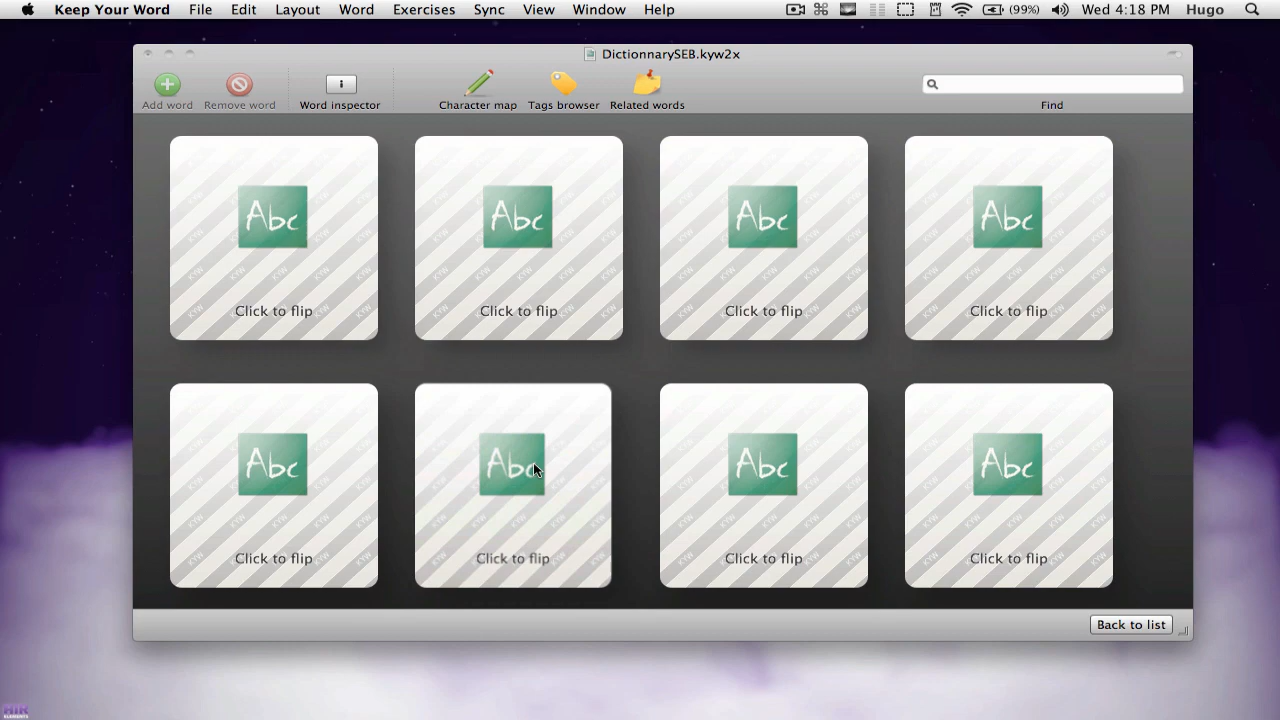 Keep Your Word File Edit Layout Word Exercises Sync View Window Help (99%) Wed 4:18 PM Hugo
DictionnarySEB.kyw2x
Add word Remove word Word inspector Character map Tags browser Related words Find
Abc Abc Abc Abc
Click to flip Click to flip Click to flip Click to flip
Abc Abc Abc Abc
Click to flip Click to flip Click to flip Click to flip
Back to list